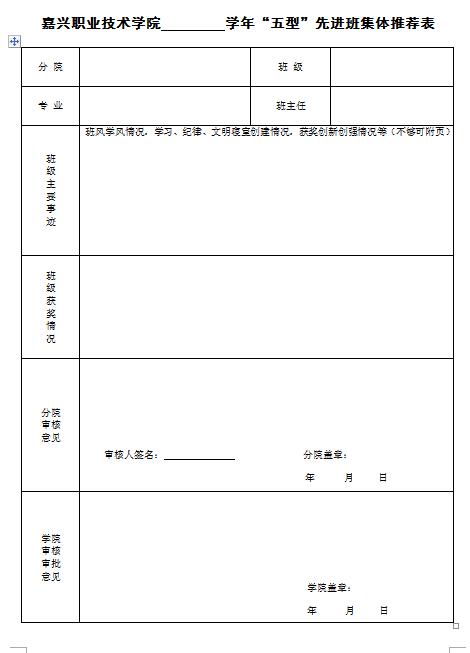 嘉兴职业技术学院________学年“五型”先进班集体推荐表
分 院
班 级
专 业
班主任
班级主要事迹
班风学风情况，学习、纪律、文明寝室创建情况，获奖创新创强情况等（不够可附页）
班级获奖情况
分院
审核
意见
审核人签名：____________ 分院盖章：
年 月 日
学院
审核
审批
意见
学院盖章：
年 月 日